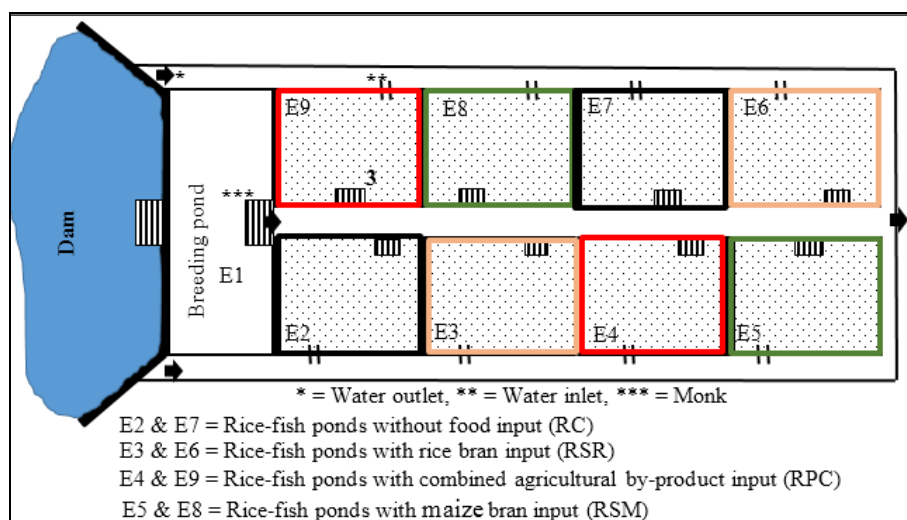 *
**
E9
E8
E7
E6
3
***
Dam
Breeding pond
E1
E2
E3
E4
E5
* = Water outlet, ** = Water inlet, *** = Monk
E2 & E7 = Rice-fish ponds without food input (RC)
E3 & E6 = Rice-fish ponds with rice bran input (RSR)
E4 & E9 = Rice-fish ponds with combined agricultural by-product input (RPC)
E5 & E8 = Rice-fish ponds with maize bran input (RSM)